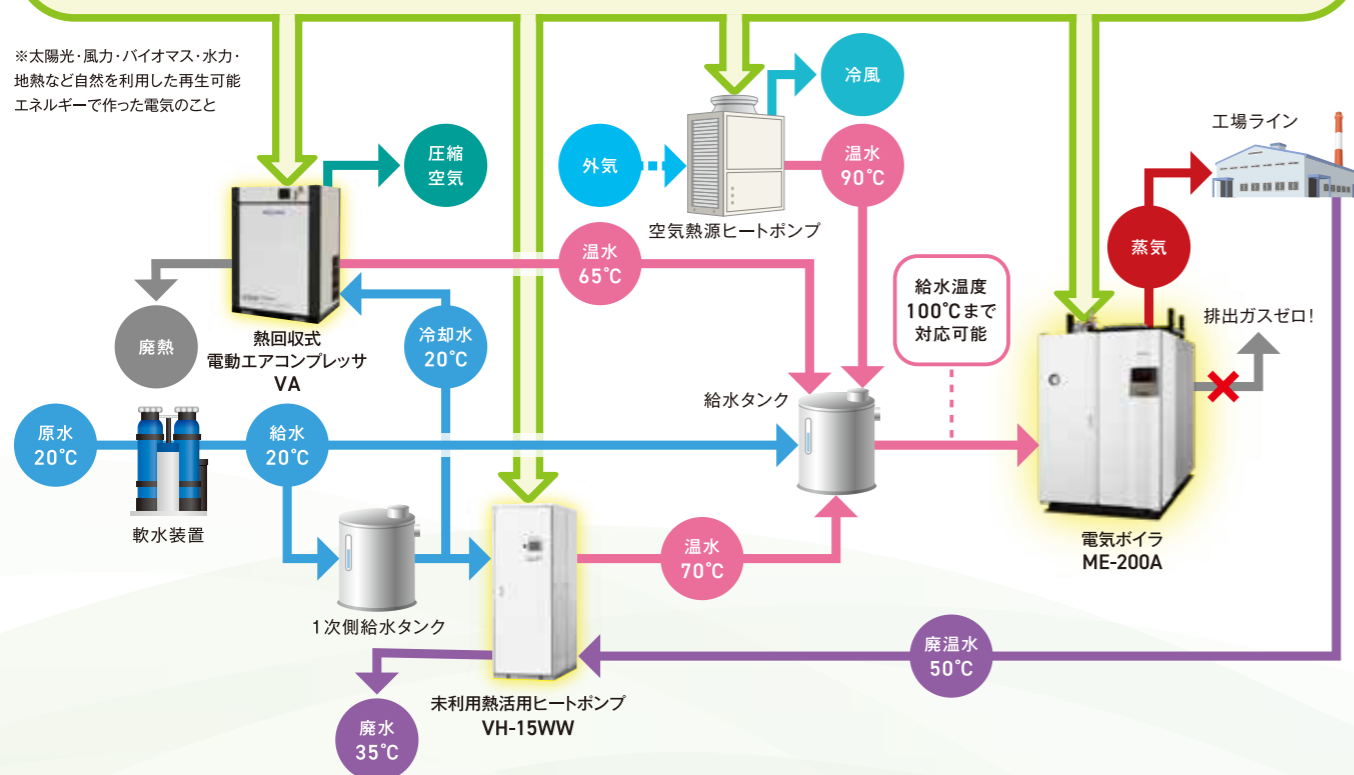 ※太陽光・風力・バイオマス・水力・
地熱など自然を利用した再生可能
エネルギーで作った電気のこと
冷風
工場ライン
圧縮
空気
外気
温水
90℃
空気熱源ヒートポンプ
蒸気
温水
65℃
給水温度
100℃まで
対応可能
排出ガスゼロ!
廃熱
熱回収式
電動エアコンプレッサ
VA
冷却水
20℃
給水タンク
原水
20℃
給水
20℃
軟水装置
電気ボイラ
ME-200A
温水
70℃
1次側給水タンク
廃温水
50℃
未利用熱活用ヒートポンプ
VH-15WW
廃水
35℃